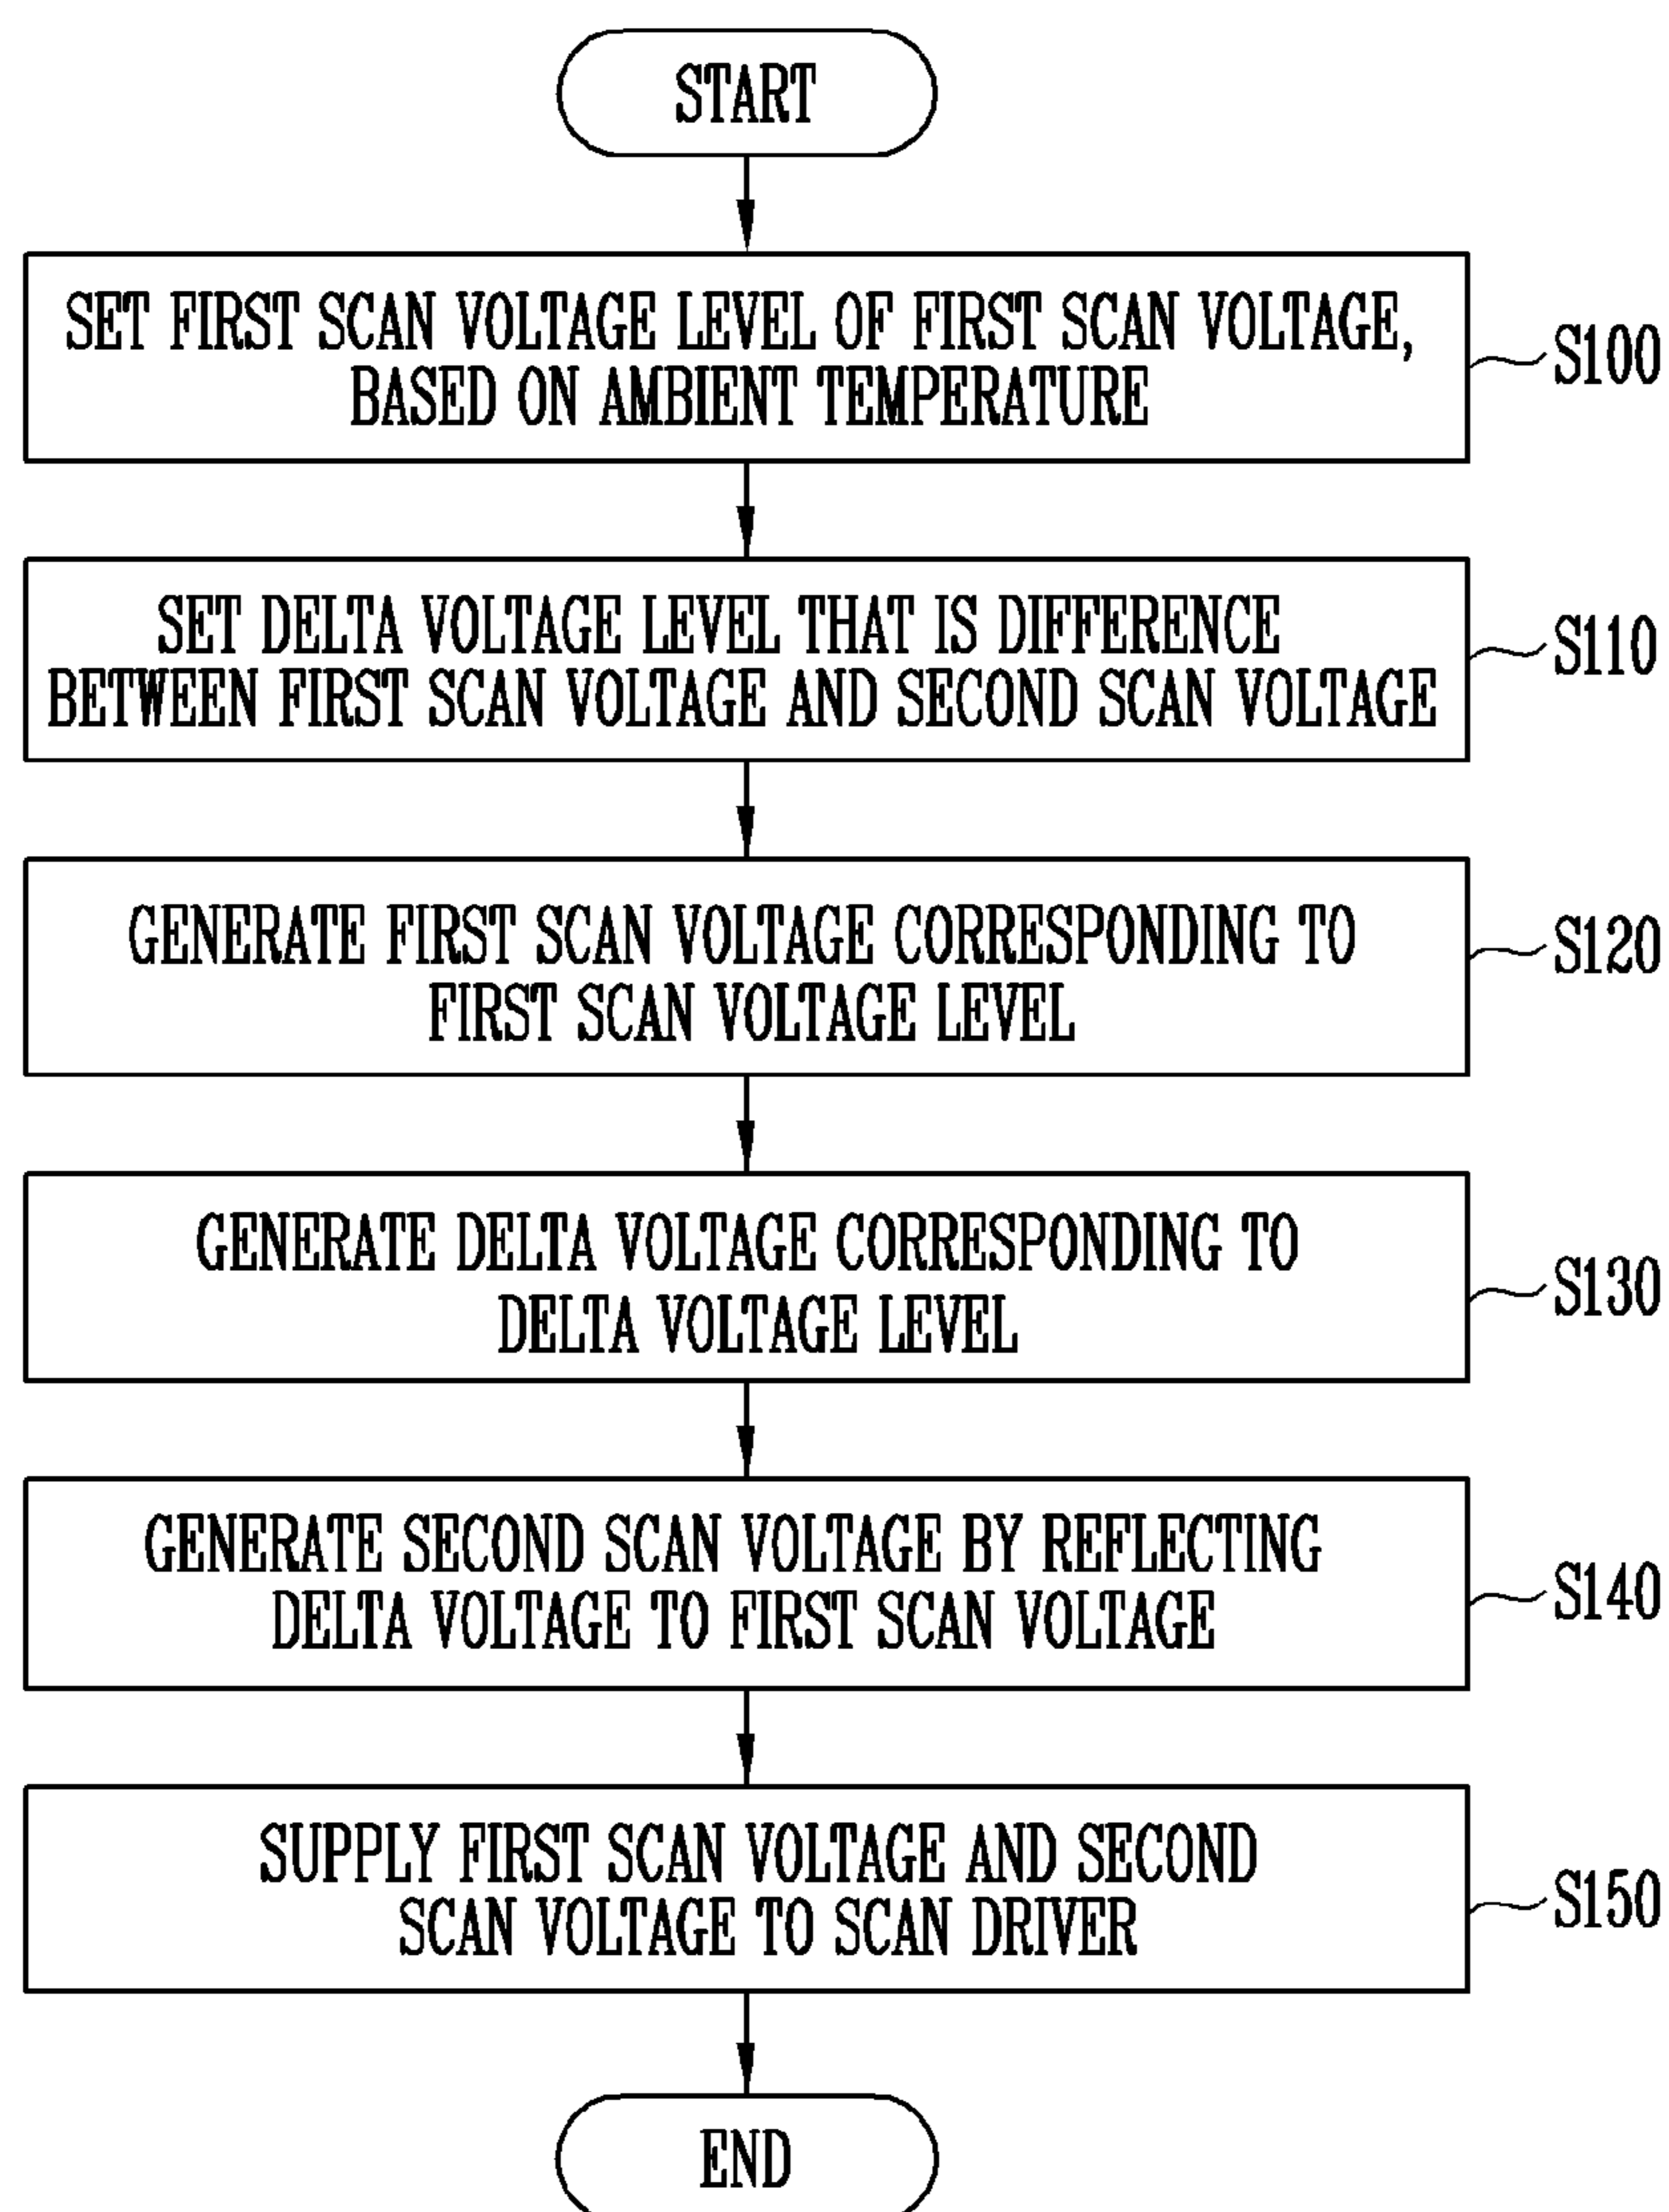 START
SET FIRST SCAN VOLTAGE LEVEL OF FIRST SCAN VOLTAGE,
BASED ON AMBIENT TEMPERATURE
S100
SET DELTA VOLTAGE LEVEL THAT IS DIFFERENCE
BETWEEN FIRST SCAN VOLTAGE AND SECOND SCAN VOLTAGE
S110
GENERATE FIRST SCAN VOLTAGE CORRESPONDING TO
FIRST SCAN VOLTAGE LEVEL
S120
GENERATE DELTA VOLTAGE CORRESPONDING TO
DELTA VOLTAGE LEVEL
S130
GENERATE SECOND SCAN VOLTAGE BY REFLECTING
DELTA VOLTAGE TO FIRST SCAN VOLTAGE
S140
SUPPLY FIRST SCAN VOLTAGE AND SECOND
SCAN VOLTAGE TO SCAN DRIVER
S150
END